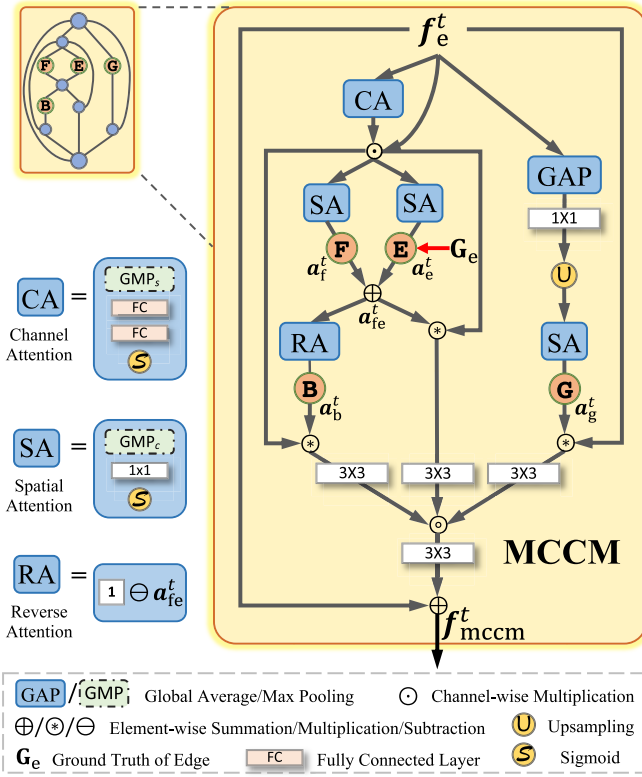 F E G
B
f_e^t
CA
SA SA GAP
1X1
F E G_e
a_f^t a_e^t
U
a_fe^t
RA SA
B G
a_b^t a_g^t
3X3 3X3 3X3
MCCM
3X3
f_mccm^t
CA =
GMP_s
FC
FC
S
Channel
Attention
SA =
GMP_c
1x1
S
Spatial
Attention
RA =
1 ⊖ a_fe^t
Reverse
Attention
GAP / GMP Global Average/Max Pooling ⊙ Channel-wise Multiplication
⊕/⊛/⊖ Element-wise Summation/Multiplication/Subtraction U Upsampling
G_e Ground Truth of Edge FC Fully Connected Layer S Sigmoid